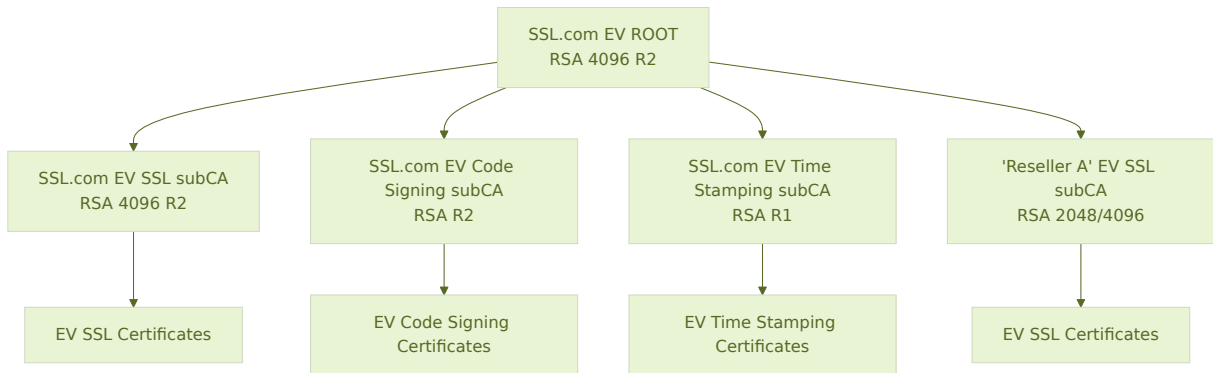 SSL.com EV ROOT
RSA 4096 R2
SSL.com EV SSL subCA
RSA 4096 R2
SSL.com EV Code
Signing subCA
RSA R2
SSL.com EV Time
Stamping subCA
RSA R1
'Reseller A' EV SSL
subCA
RSA 2048/4096
EV SSL Certificates
EV Code Signing
Certificates
EV Time Stamping
Certificates
EV SSL Certificates